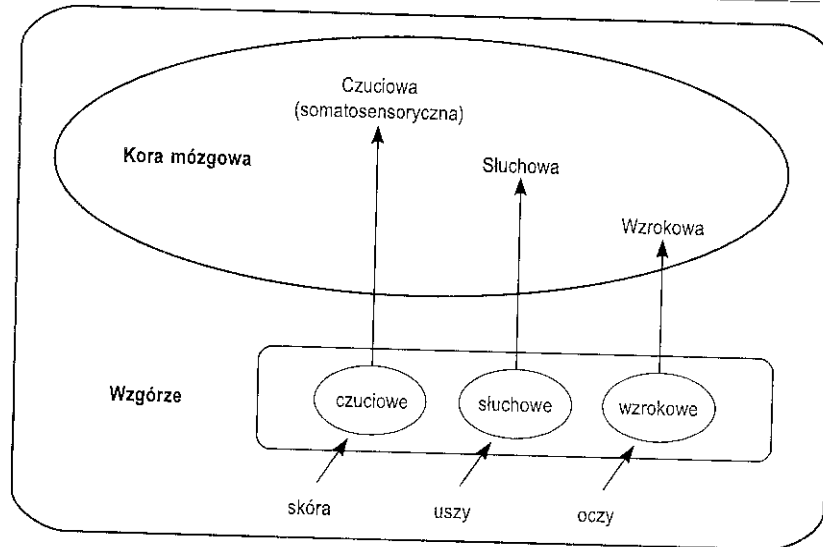 Czuciowa
(somatosensoryczna)
Kora mózgowa
Słuchowa
Wzrokowa
Wzgórze
czuciowe
słuchowe
wzrokowe
skóra
uszy
oczy